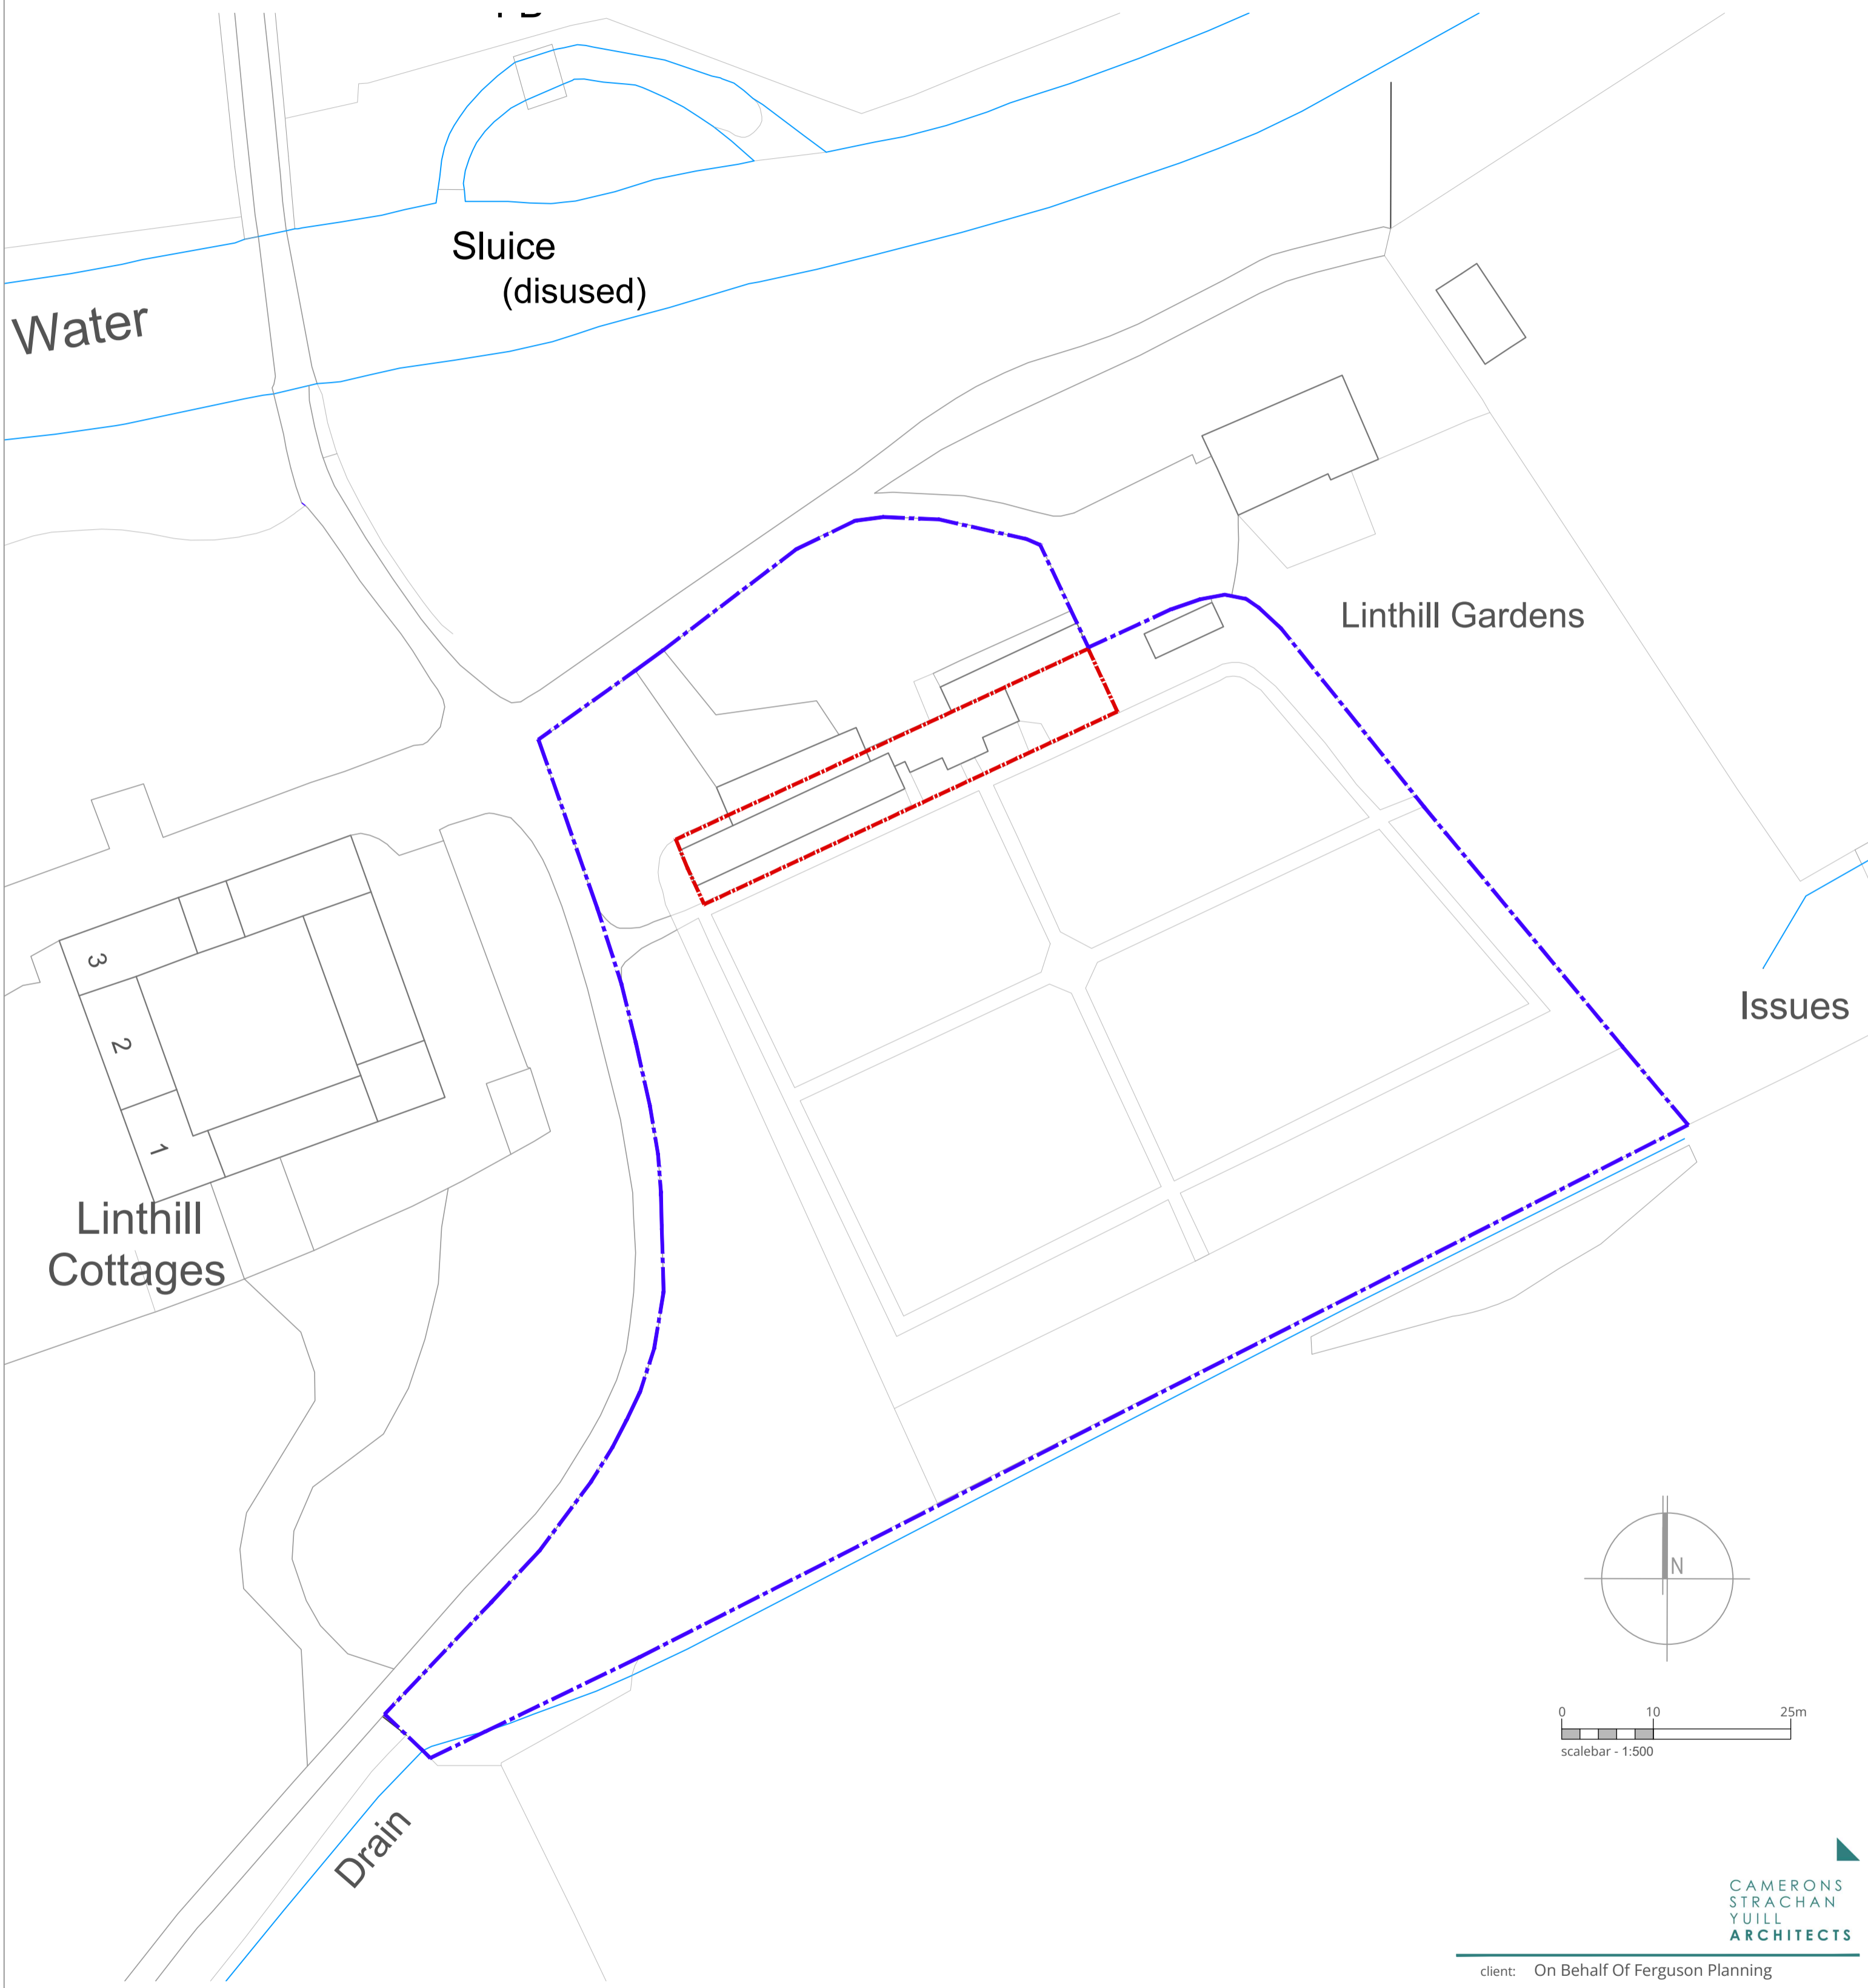 Sluice
(disused)
Water
Linthill Gardens
3
2
1
Issues
Linthill
Cottages
N
0 10 25m
scalebar - 1:500
Drain
CAMERONS
STRACHAN
YUILL
ARCHITECTS
client: On Behalf Of Ferguson Planning